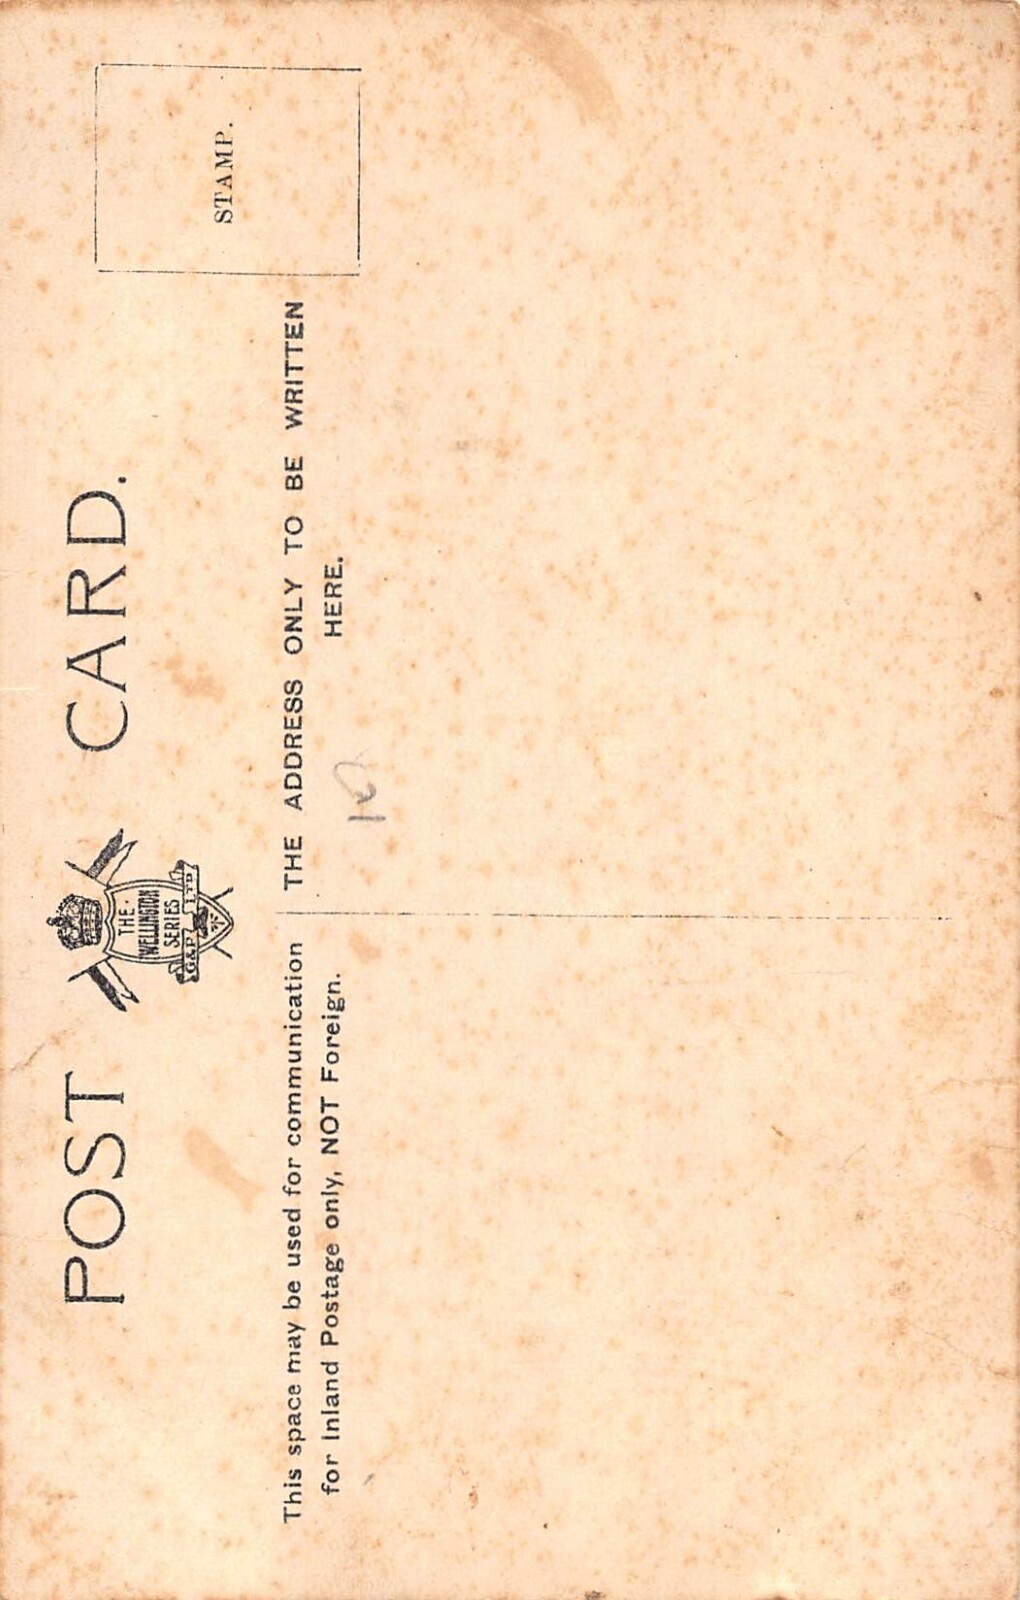 POST CARD.
THE
WELLINGTON
SERIES
G&P LTD
STAMP.
This space may be used for communication
for Inland Postage only, NOT Foreign.
THE ADDRESS ONLY TO BE WRITTEN
HERE.